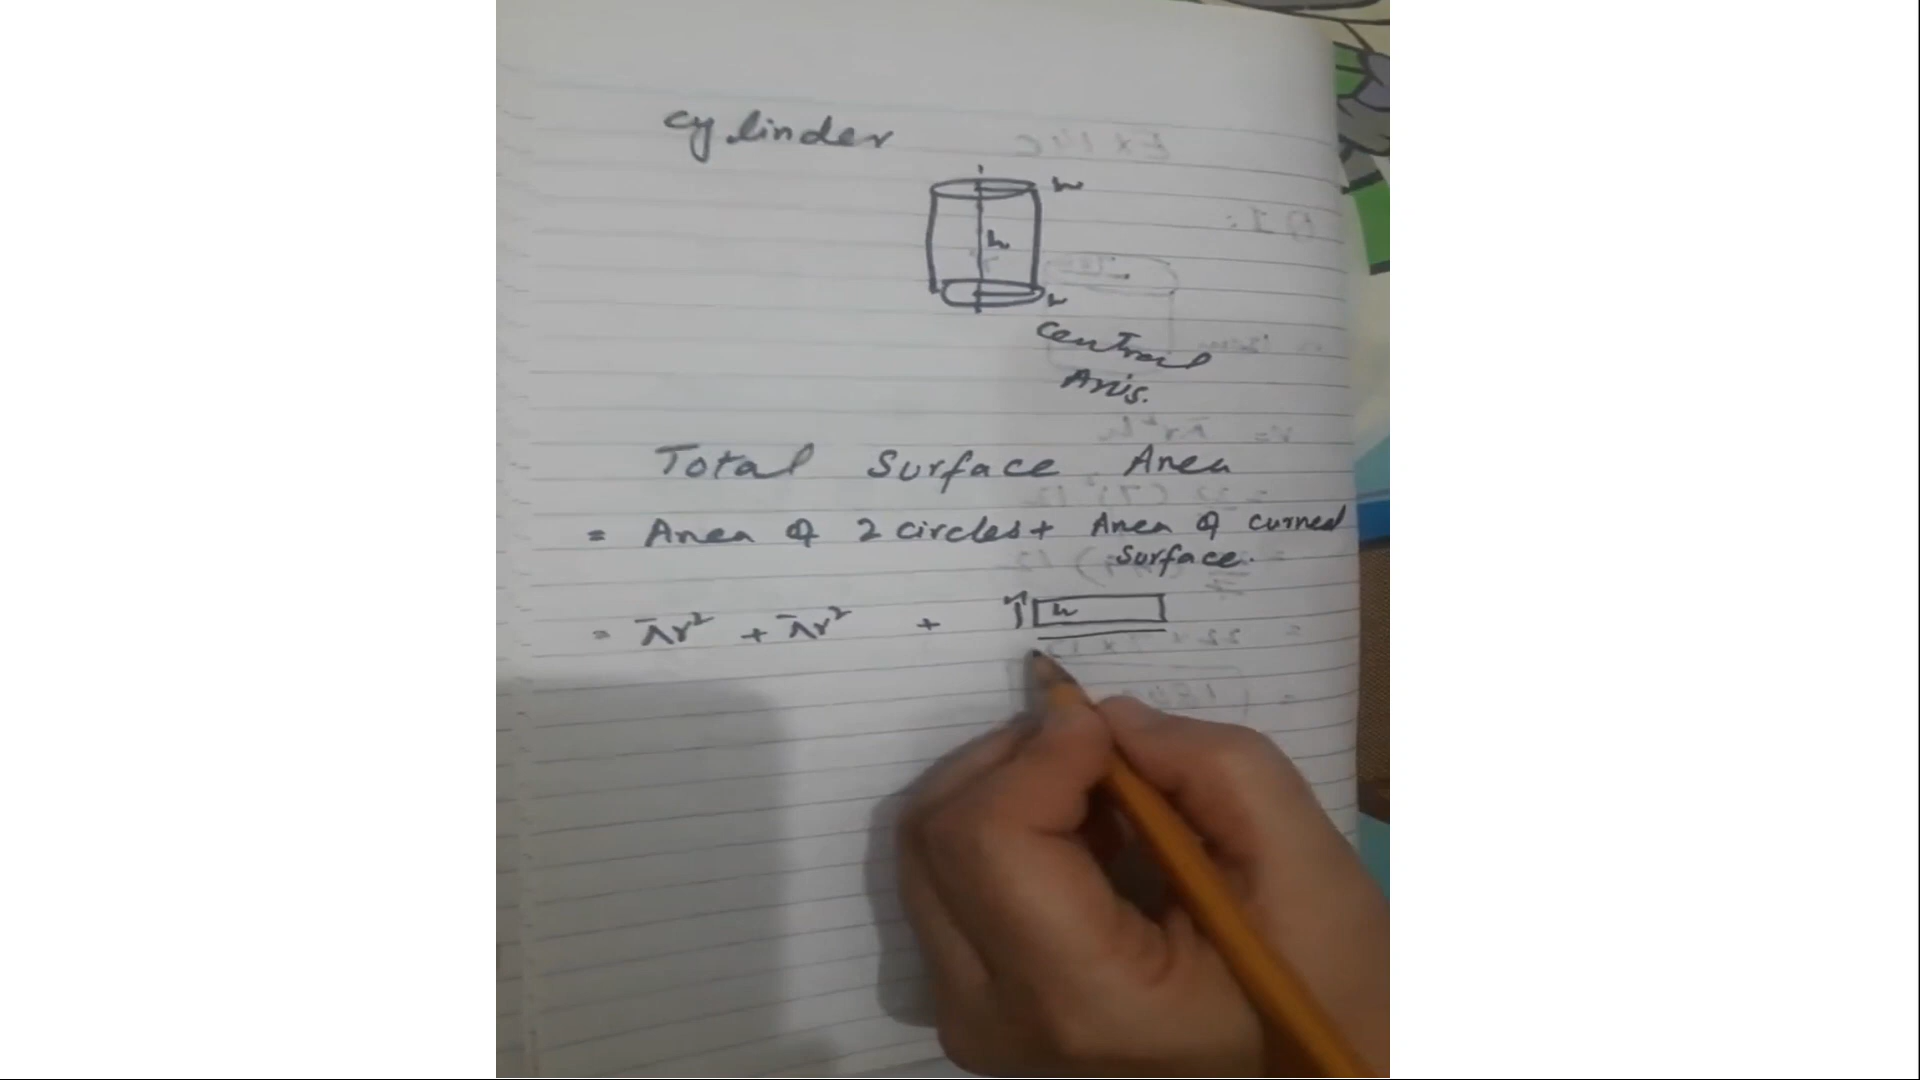 cylinder
r
h
r
Central
Axis.
Total Surface Area
= Area of 2 circles + Area of curved
surface.
= πr² + πr² +
h